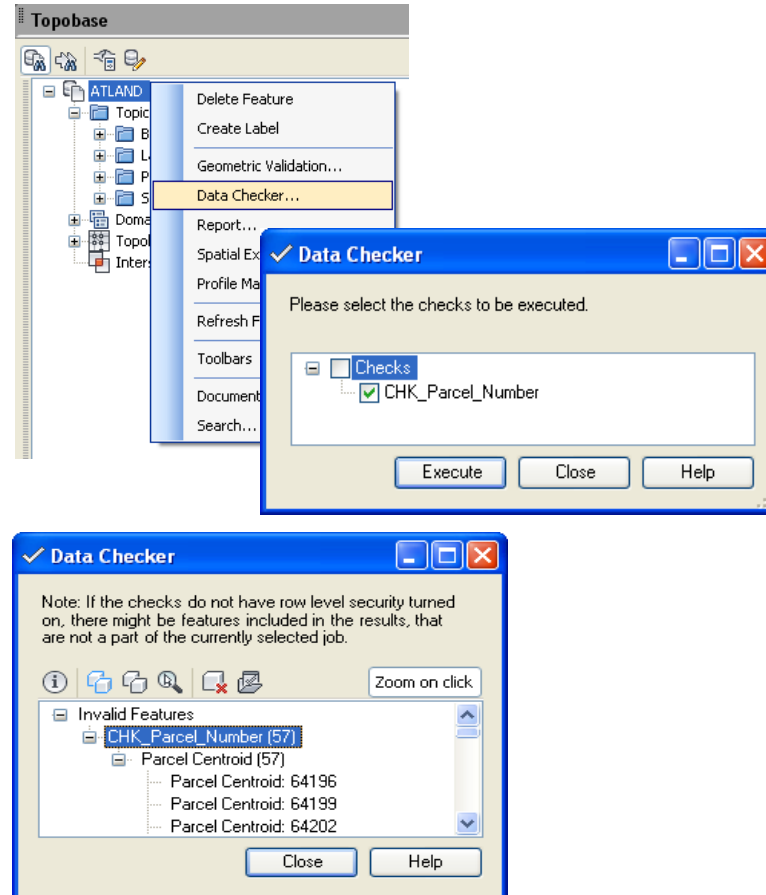 Topobase
ATLAND
Topic
B
L
P
S
Doma
Topol
Inters
Delete Feature
Create Label
Geometric Validation...
Data Checker...
Report...
Spatial Ex
Profile Ma
Refresh F
Toolbars
Document
Search...
Data Checker
Please select the checks to be executed.
Checks
CHK_Parcel_Number
Execute Close Help
Data Checker
Note: If the checks do not have row level security turned
on, there might be features included in the results, that
are not a part of the currently selected job.
Zoom on click
Invalid Features
CHK_Parcel_Number (57)
Parcel Centroid (57)
Parcel Centroid: 64196
Parcel Centroid: 64199
Parcel Centroid: 64202
Close Help